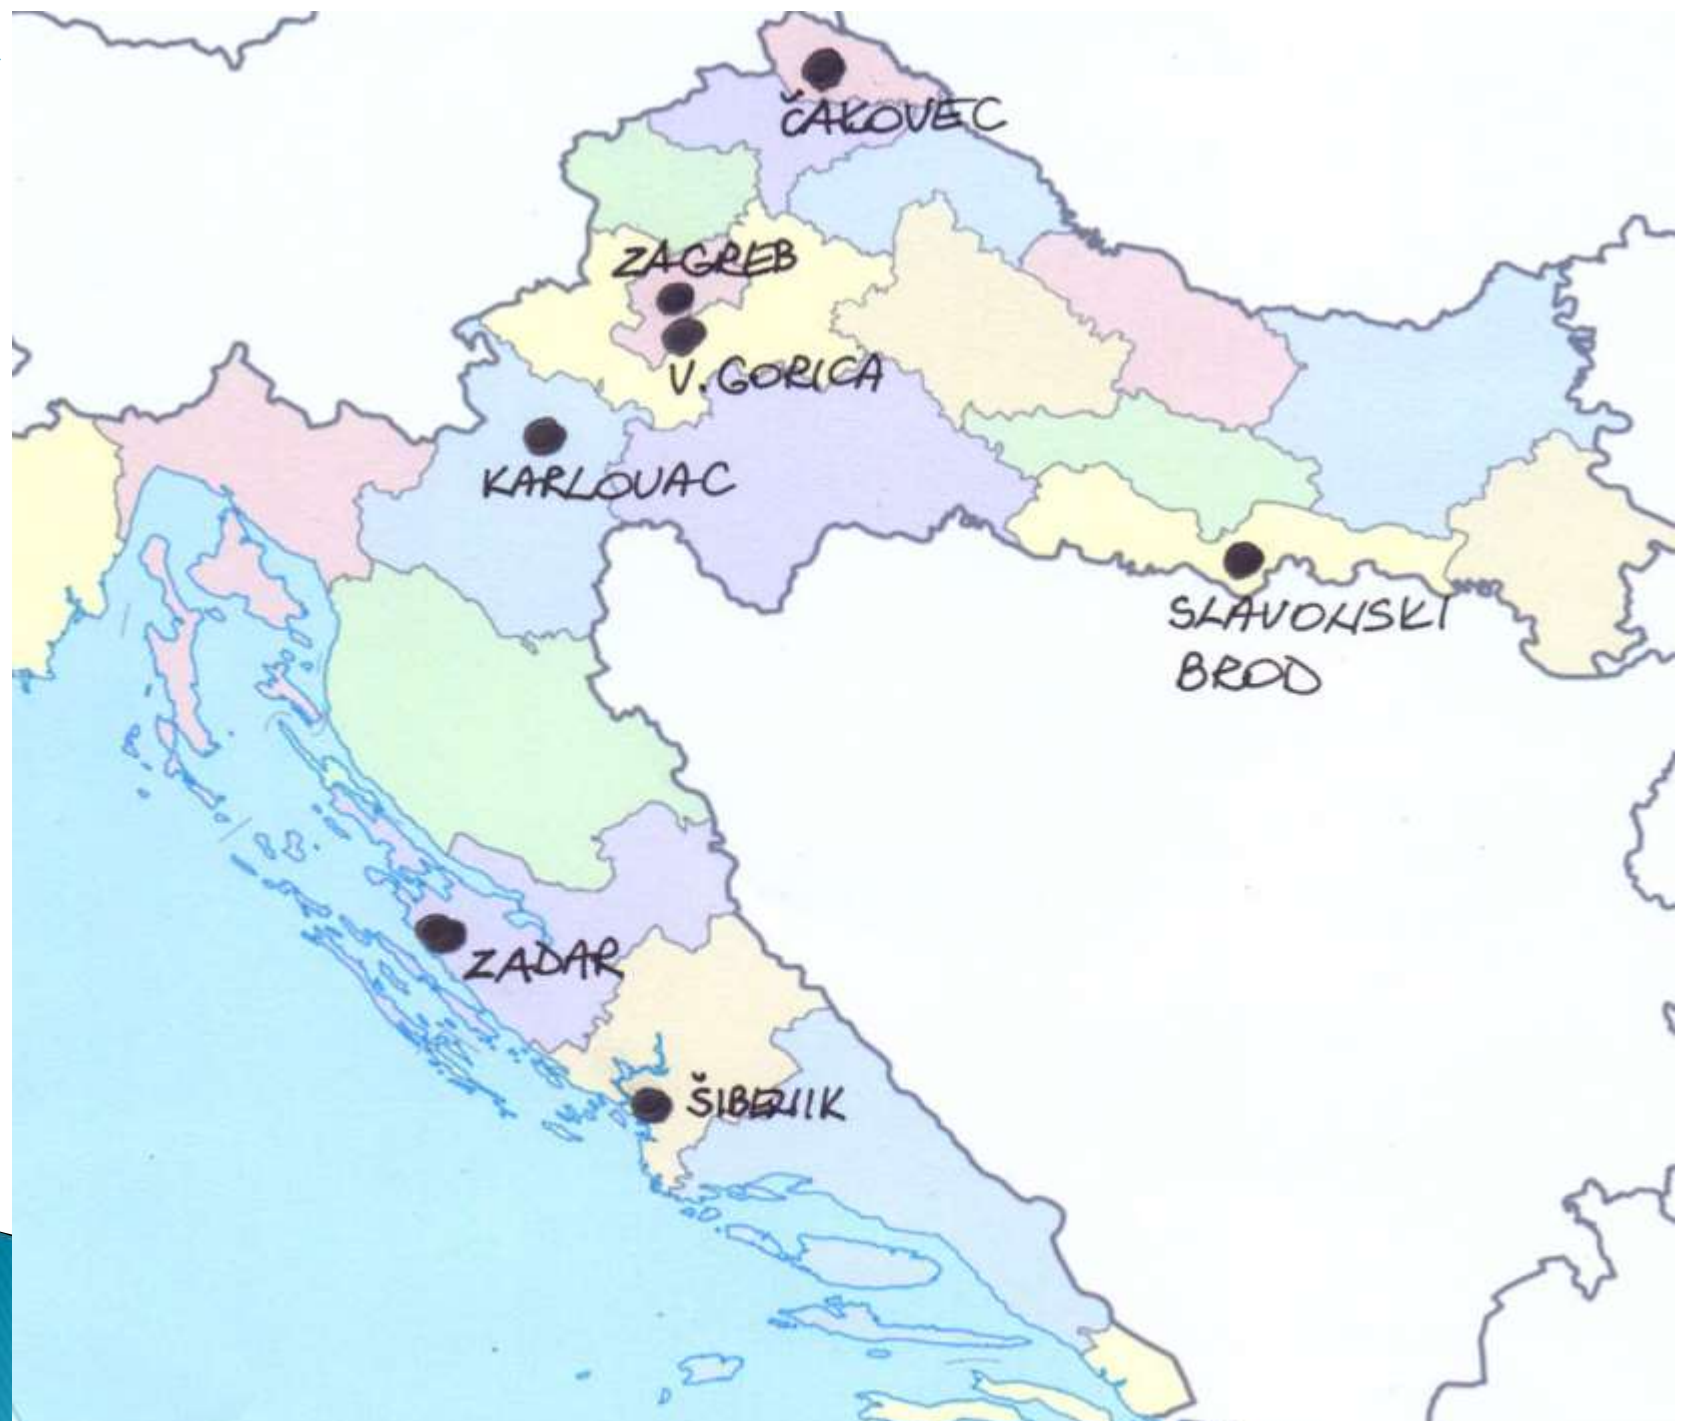 ČAKOVEC
ZAGREB
V. GORICA
KARLOVAC
SLAVONSKI
BROD
ZADAR
ŠIBENIK